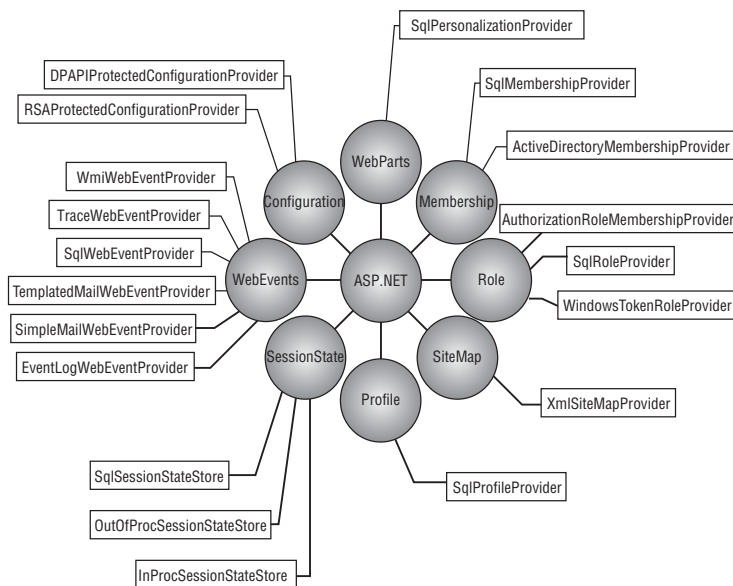 SqlPersonalizationProvider
DPAPIProtectedConfigurationProvider
SqlMembershipProvider
RSAProtectedConfigurationProvider
ActiveDirectoryMembershipProvider
WebParts
WmiWebEventProvider
Configuration
Membership
TraceWebEventProvider
AuthorizationRoleMembershipProvider
SqlWebEventProvider
SqlRoleProvider
WebEvents
ASP.NET
Role
TemplatedMailWebEventProvider
WindowsTokenRoleProvider
SimpleMailWebEventProvider
SessionState
SiteMap
EventLogWebEventProvider
Profile
XmlSiteMapProvider
SqlSessionStateStore
SqlProfileProvider
OutOfProcSessionStateStore
InProcSessionStateStore